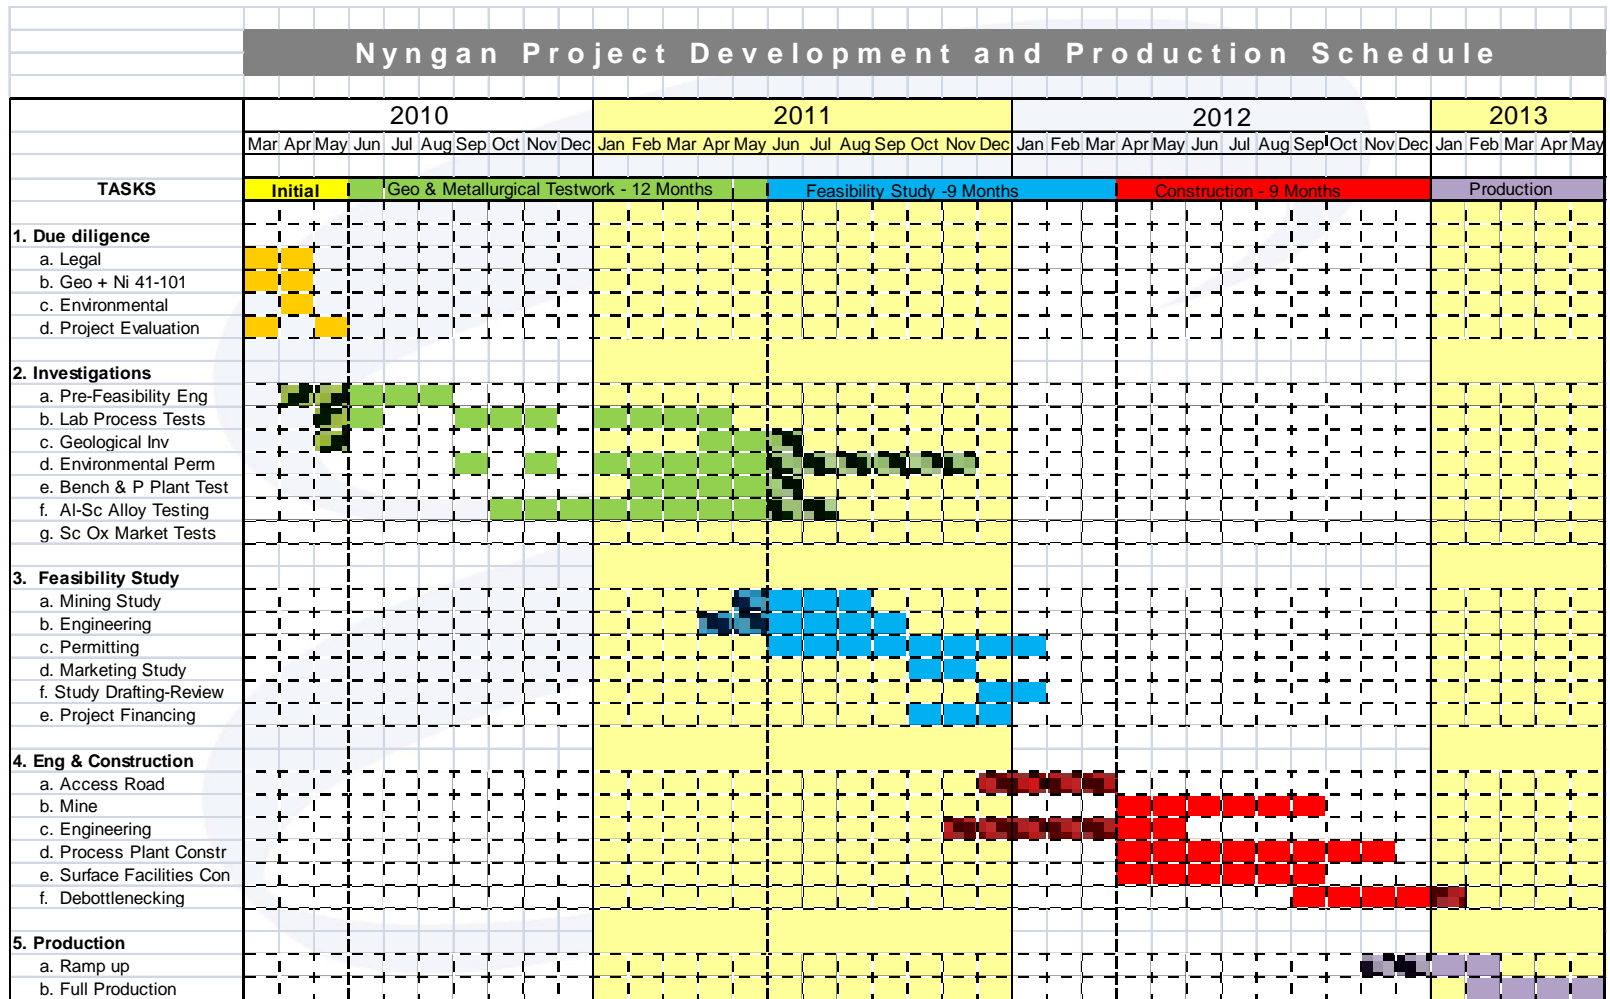 Nyngan Project Development and Production Schedule
2010 2011 2012 2013
Mar Apr May Jun Jul Aug Sep Oct Nov Dec Jan Feb Mar Apr May Jun Jul Aug Sep Oct Nov Dec Jan Feb Mar Apr May Jun Jul Aug Sep Oct Nov Dec Jan Feb Mar Apr May
TASKS Initial Geo & Metallurgical Testwork - 12 Months Feasibility Study -9 Months Construction - 9 Months Production
1. Due diligence
a. Legal
b. Geo + Ni 41-101
c. Environmental
d. Project Evaluation
2. Investigations
a. Pre-Feasibility Eng
b. Lab Process Tests
c. Geological Inv
d. Environmental Perm
e. Bench & P Plant Test
f. Al-Sc Alloy Testing
g. Sc Ox Market Tests
3. Feasibility Study
a. Mining Study
b. Engineering
c. Permitting
d. Marketing Study
f. Study Drafting-Review
e. Project Financing
4. Eng & Construction
a. Access Road
b. Mine
c. Engineering
d. Process Plant Constr
e. Surface Facilities Con
f. Debottlenecking
5. Production
a. Ramp up
b. Full Production